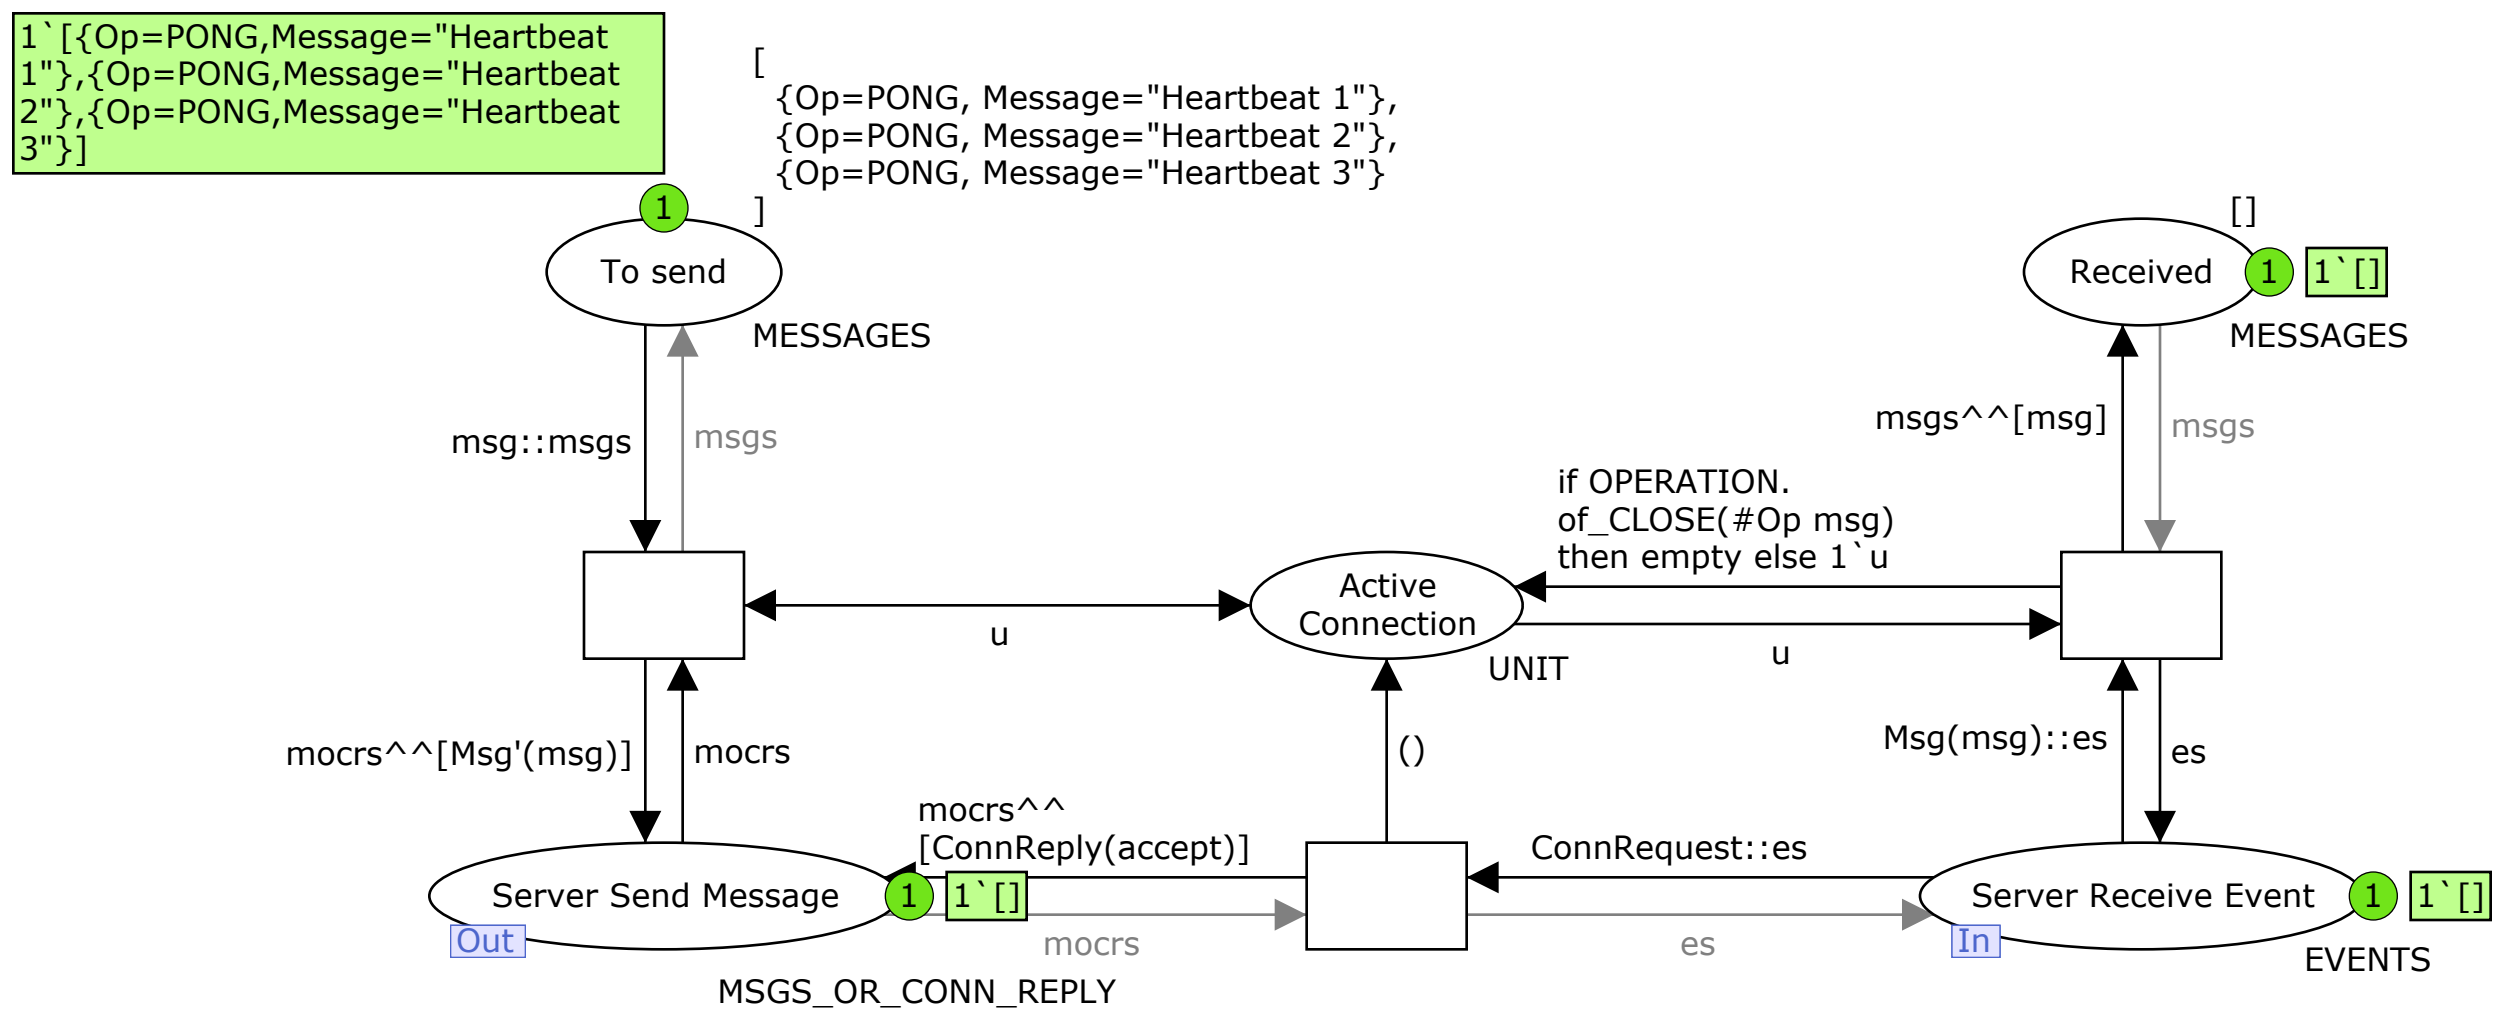 1`[{Op=PONG,Message="Heartbeat
1"},{Op=PONG,Message="Heartbeat
2"},{Op=PONG,Message="Heartbeat
3"}]
[
{Op=PONG, Message="Heartbeat 1"},
{Op=PONG, Message="Heartbeat 2"},
{Op=PONG, Message="Heartbeat 3"}
]
1
To send
MESSAGES
[]
Received
1
1`[]
MESSAGES
msg::msgs
msgs
msgs^^[msg]
msgs
if OPERATION.
of_CLOSE(#Op msg)
then empty else 1`u
Active
Connection
UNIT
u
u
mocrs^^[Msg'(msg)]
mocrs
()
Msg(msg)::es
es
mocrs^^
[ConnReply(accept)]
ConnRequest::es
Server Send Message
1
1`[]
Out
mocrs
MSGS_OR_CONN_REPLY
es
Server Receive Event
1
1`[]
In
EVENTS